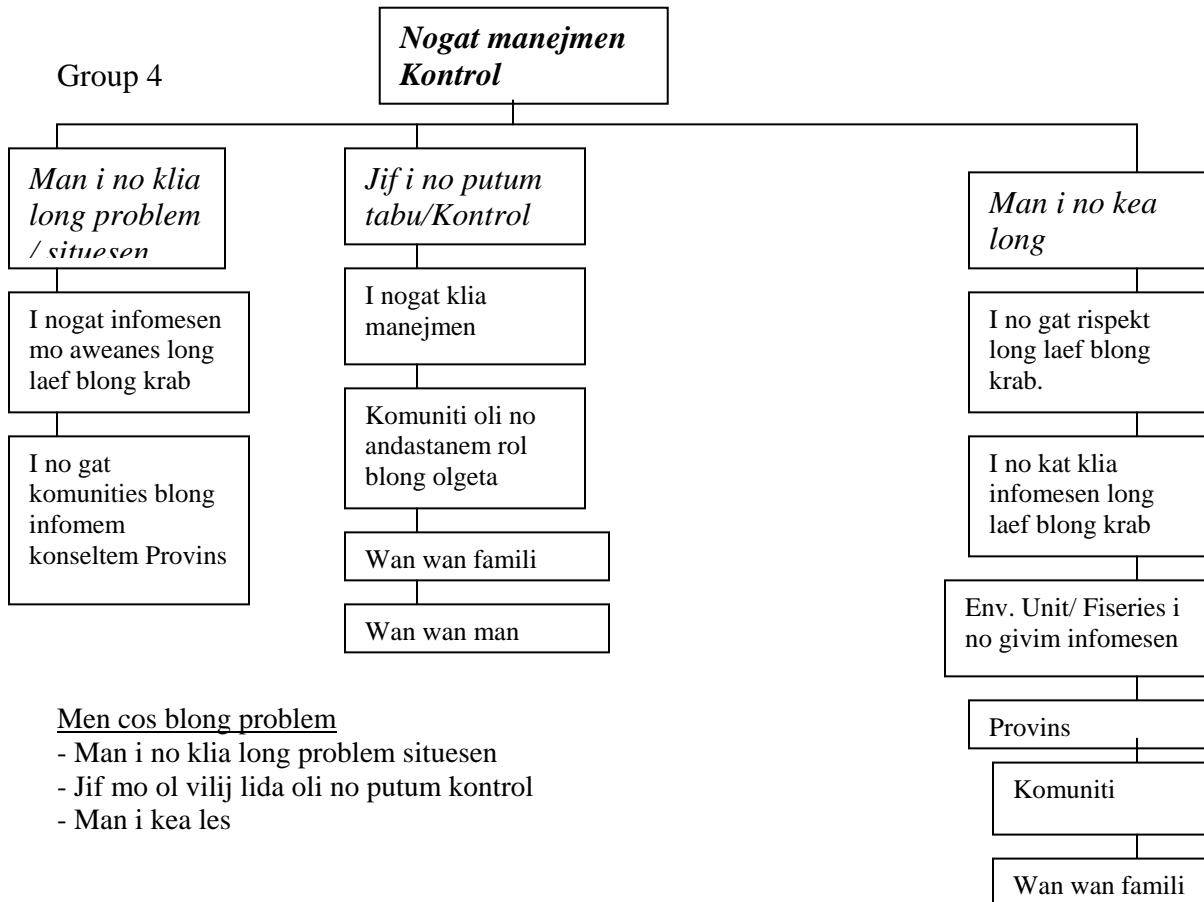 Group 4
Nogat manejmen
Kontrol
Man i no klia
long problem
/ situesen
I nogat infomesen
mo aweanes long
laef blong krab
I no gat
komunities blong
infomem
konseltem Provins
Jif i no putum
tabu/Kontrol
I nogat klia
manejmen
Komuniti oli no
andastanem rol
blong olgeta
Wan wan famili
Wan wan man
Man i no kea
long
I no gat rispekt
long laef blong
krab.
I no kat klia
infomesen long
laef blong krab
Env. Unit/ Fiseries i
no givim infomesen
Provins
Komuniti
Wan wan famili
Men cos blong problem
- Man i no klia long problem situesen
- Jif mo ol vilij lida oli no putum kontrol
- Man i kea les